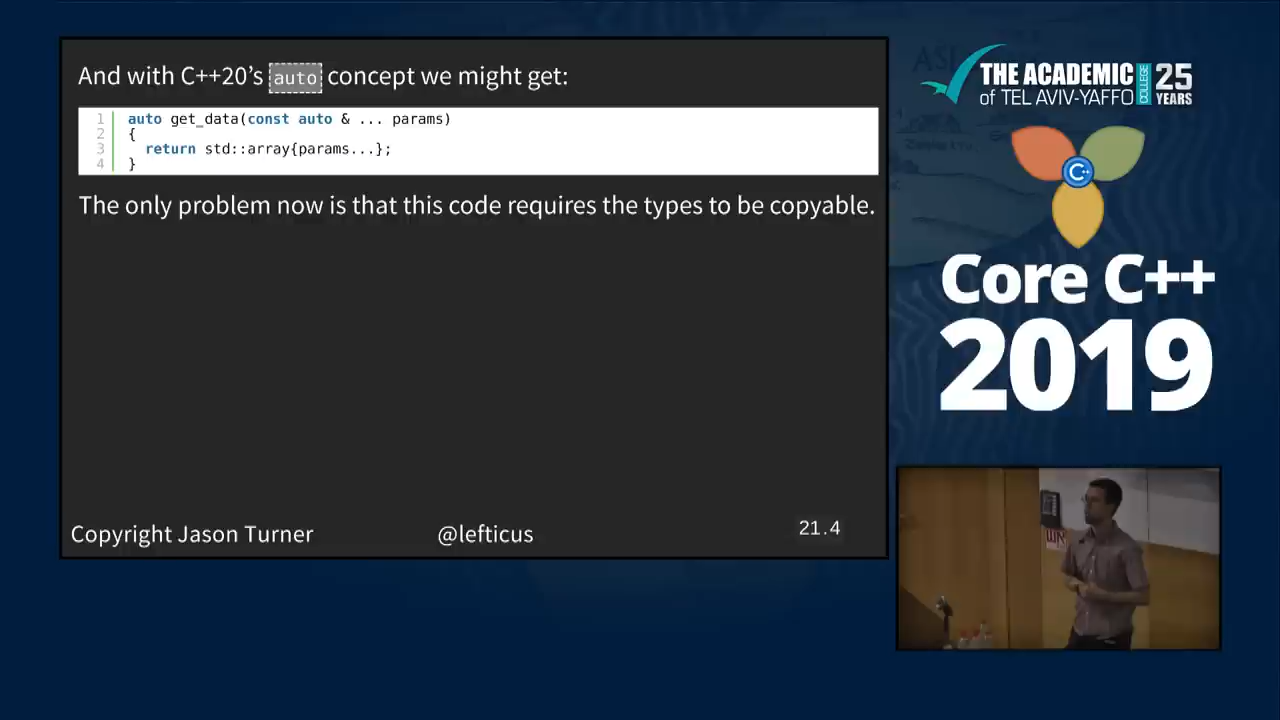 And with C++20's auto concept we might get:
1 auto get_data(const auto & ... params)
2 {
3 return std::array{params...};
4 }
The only problem now is that this code requires the types to be copyable.
Copyright Jason Turner @lefticus 21.4
THE ACADEMIC COLLEGE 25
of TEL AVIV-YAFFO YEARS
C++
Core C++
2019